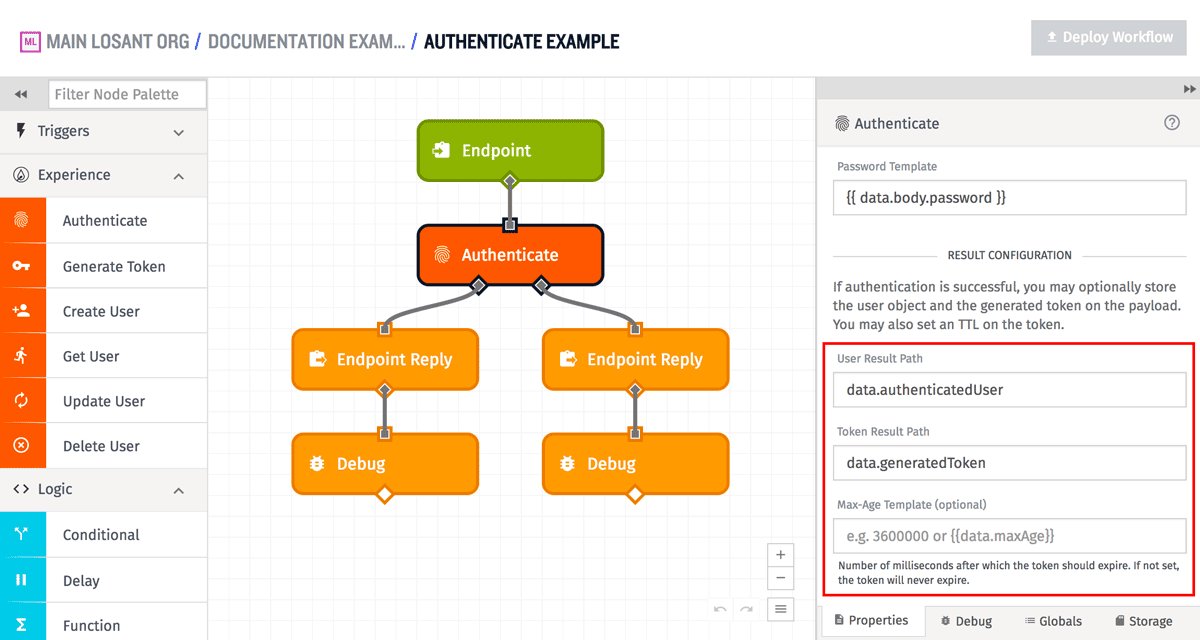 ML MAIN LOSANT ORG / DOCUMENTATION EXAM... / AUTHENTICATE EXAMPLE
Deploy Workflow
Filter Node Palette
Triggers
Experience
Authenticate
Generate Token
Create User
Get User
Update User
Delete User
Logic
Conditional
Delay
Function
Endpoint
Authenticate
Endpoint Reply
Endpoint Reply
Debug
Debug
Authenticate
Password Template
{{ data.body.password }}
RESULT CONFIGURATION
If authentication is successful, you may optionally store
the user object and the generated token on the payload.
You may also set an TTL on the token.
User Result Path
data.authenticatedUser
Token Result Path
data.generatedToken
Max-Age Template (optional)
e.g. 3600000 or {{data.maxAge}}
Number of milliseconds after which the token should expire. If not set,
the token will never expire.
Properties
Debug
Globals
Storage